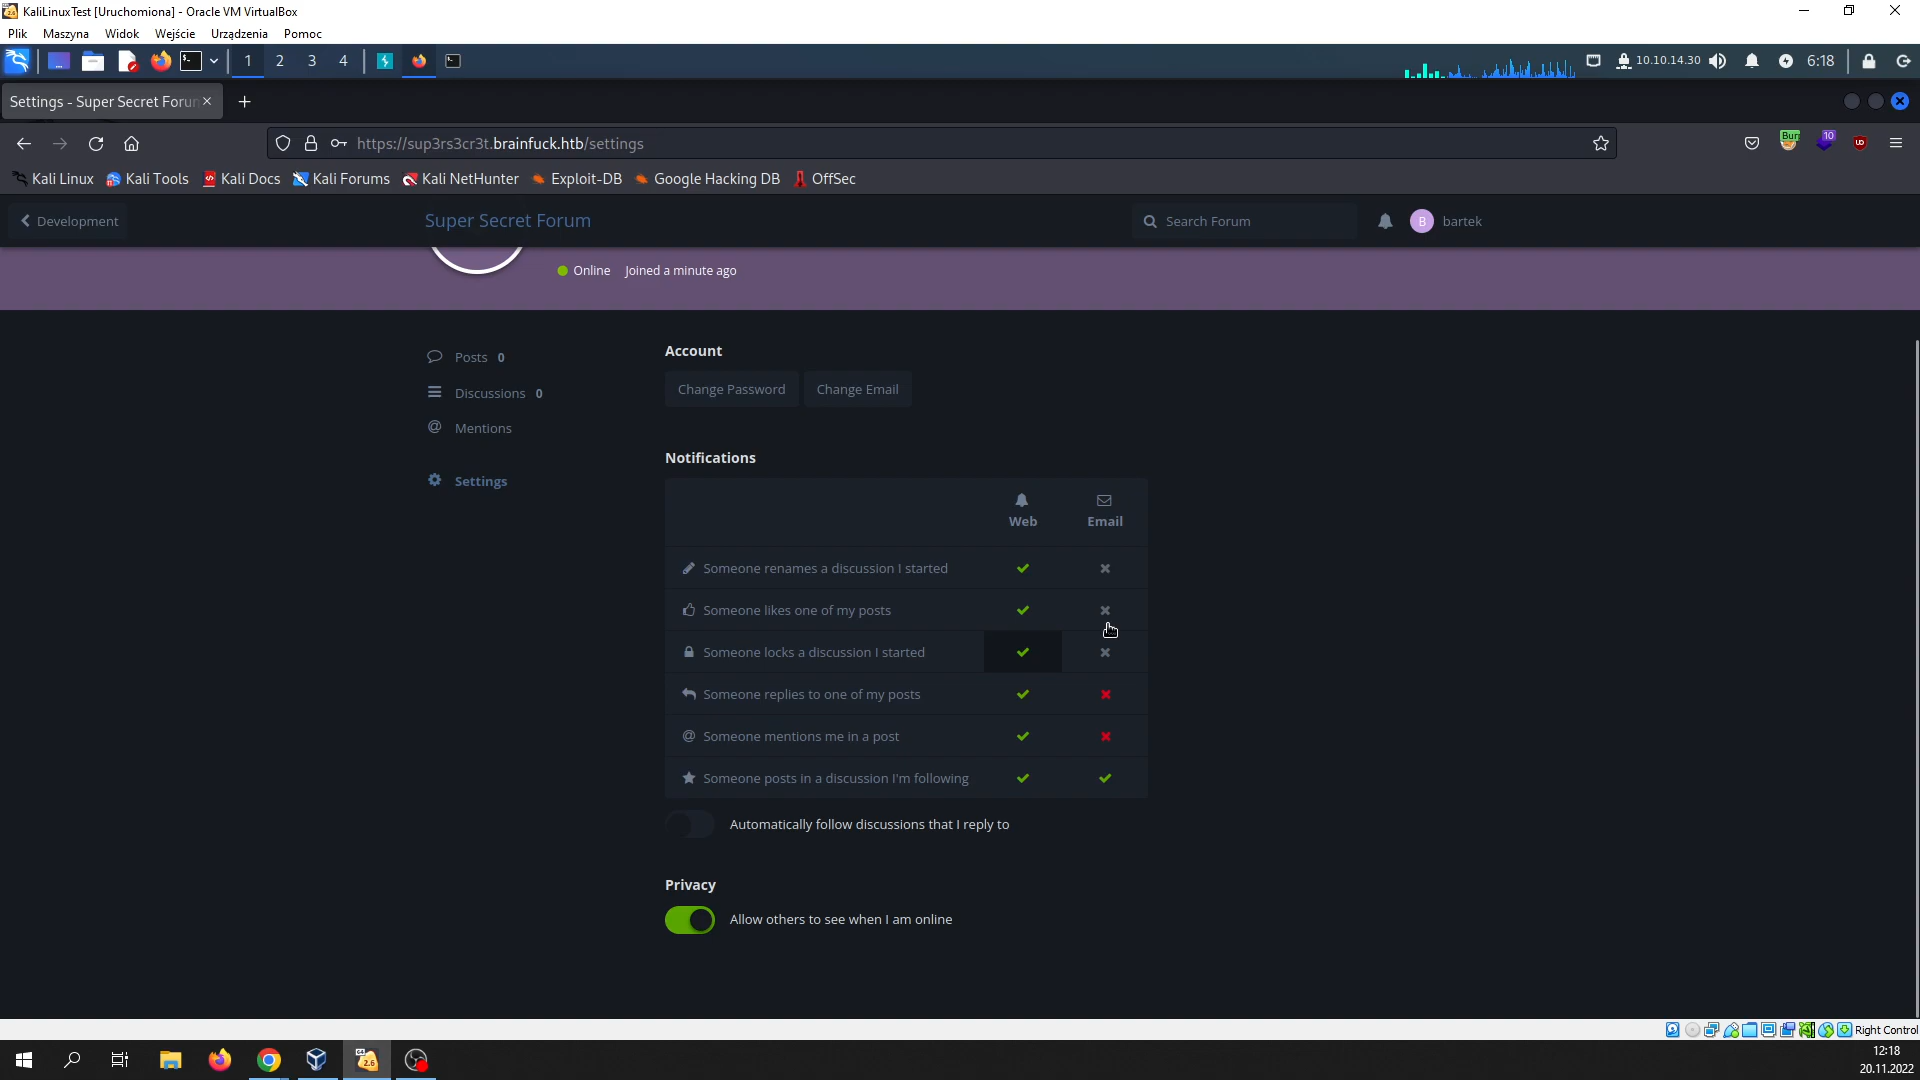 KaliLinuxTest [Uruchomiona] - Oracle VM VirtualBox
Plik Maszyna Widok Wejście Urządzenia Pomoc
1 2 3 4 10.10.14.30 6:18
Settings - Super Secret Forun
https://sup3rs3cr3t.brainfuck.htb/settings Bur 10
Kali Linux Kali Tools Kali Docs Kali Forums Kali NetHunter Exploit-DB Google Hacking DB OffSec
Development Super Secret Forum Search Forum B bartek
Online Joined a minute ago
Posts 0
Discussions 0
Mentions
Settings
Account
Change Password Change Email
Notifications
Web Email
Someone renames a discussion I started
Someone likes one of my posts
Someone locks a discussion I started
Someone replies to one of my posts
Someone mentions me in a post
Someone posts in a discussion I'm following
Automatically follow discussions that I reply to
Privacy
Allow others to see when I am online
Right Control
12:18
20.11.2022